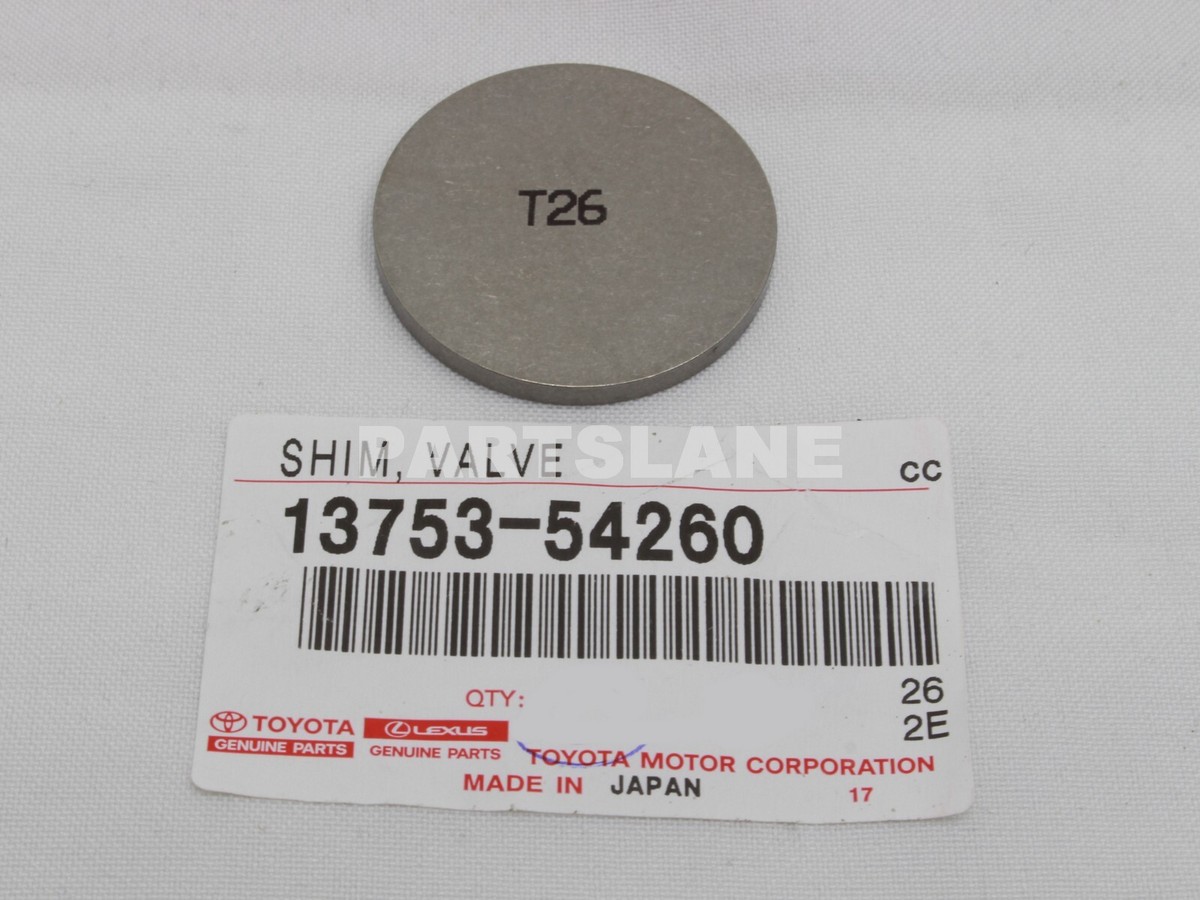 T26
PARTSLANE
SHIM, VALVE CC
13753-54260
26
QTY:
2E
TOYOTA LEXUS
GENUINE PARTS GENUINE PARTS
TOYOTA MOTOR CORPORATION
MADE IN JAPAN 17